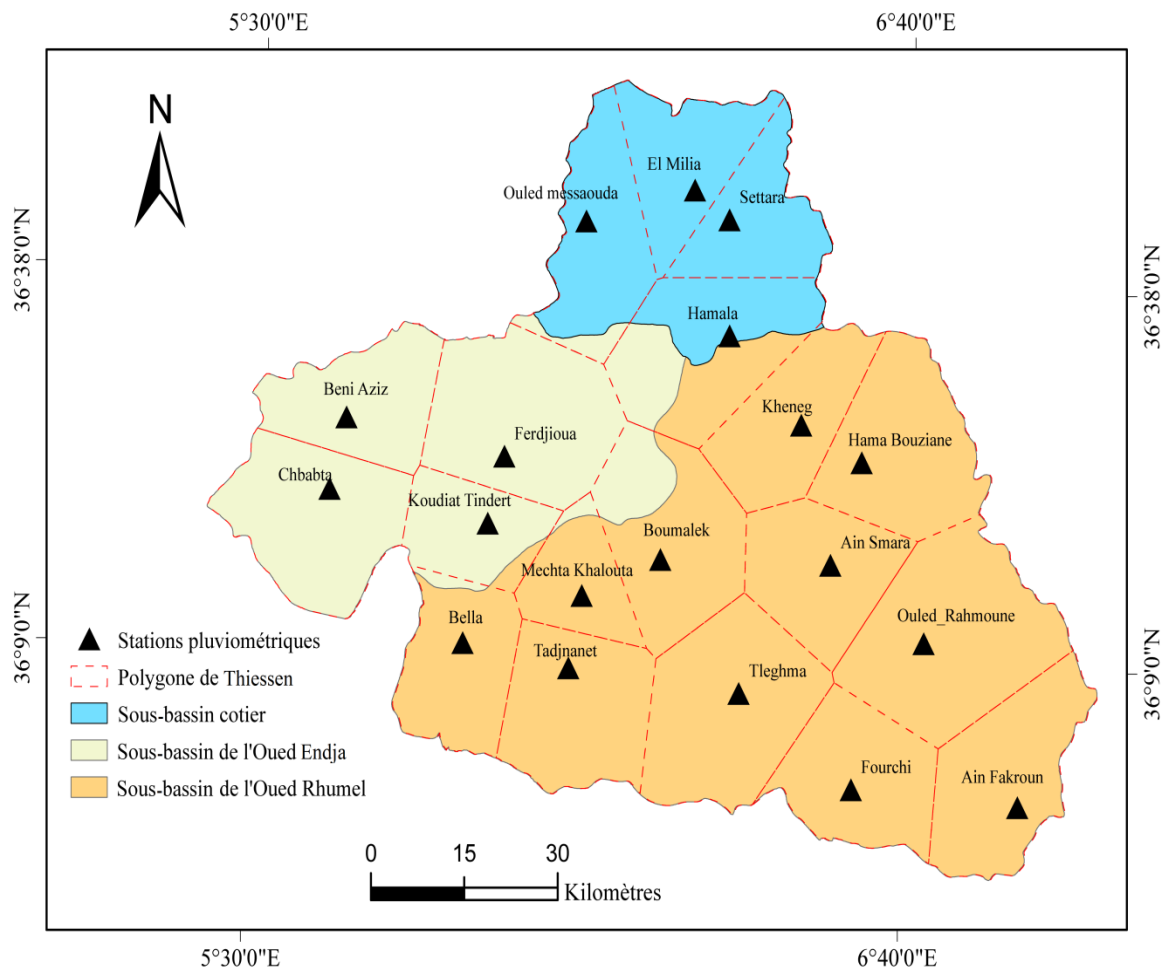 5°30'0"E
6°40'0"E
N
El Milia
Ouled messaouda
Settara
36°38'0"N
36°38'0"N
Hamala
Beni Aziz
Kheneg
Ferdjioua
Hama Bouziane
Chbabta
Koudiat Tindert
Boumalek
Ain Smara
Mechta Khalouta
Bella
Ouled_Rahmoune
Tadjnanet
Tleghma
36°9'0"N
36°9'0"N
Stations pluviométriques
Polygone de Thiessen
Sous-bassin cotier
Sous-bassin de l'Oued Endja
Sous-bassin de l'Oued Rhumel
Fourchi
Ain Fakroun
0 15 30
Kilomètres
5°30'0"E
6°40'0"E